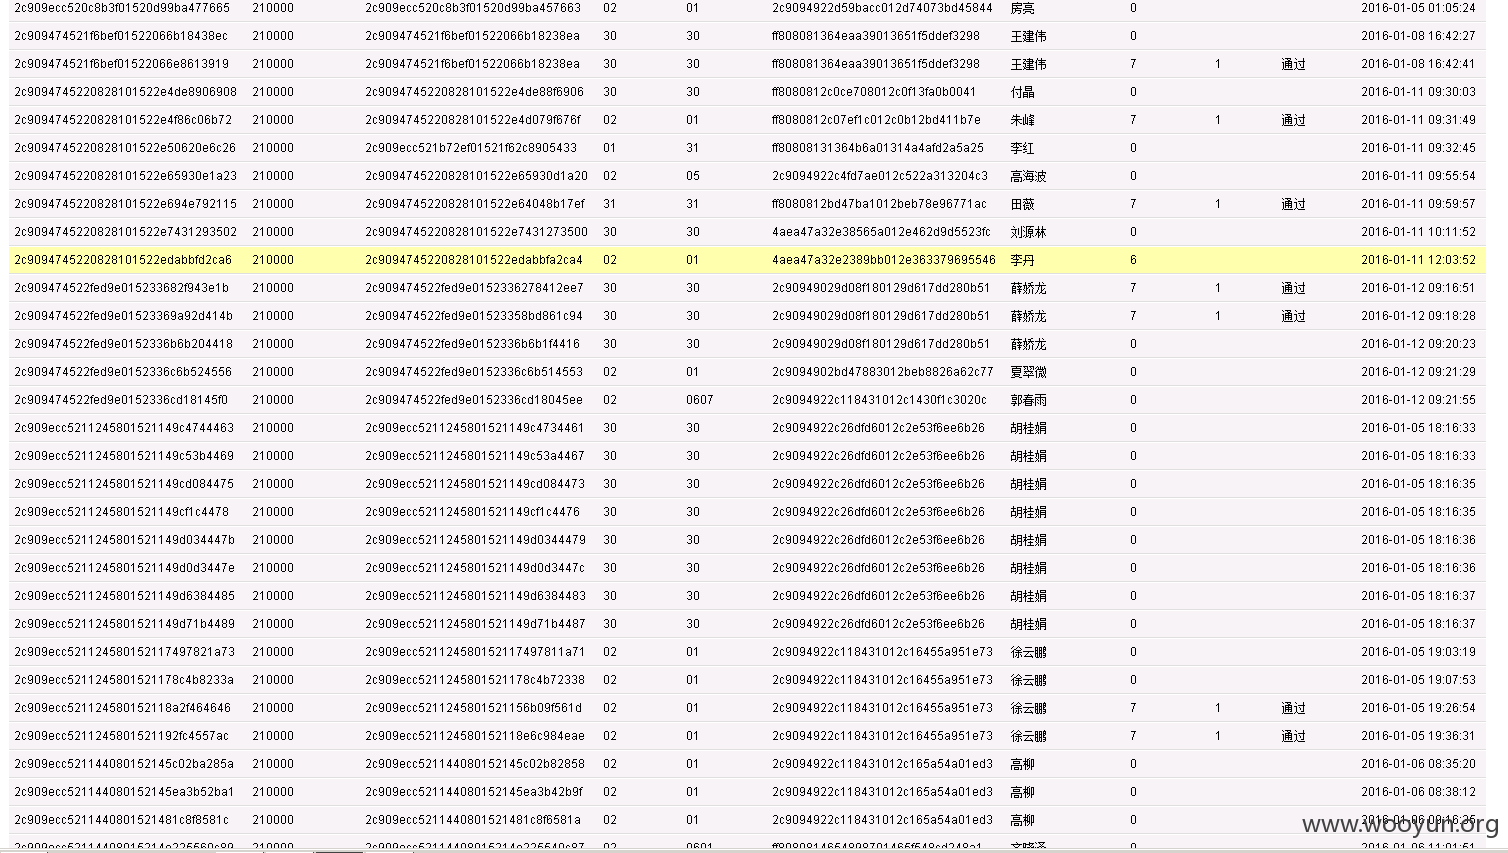 2c909ecc520c8b3f01520d99ba477665 210000 2c909ecc520c8b3f01520d99ba457663 02 01 2c9094922d59bacc012d74073bd45844 房亮 0 2016-01-05 01:05:24
2c909474521f6bef01522066b18438ec 210000 2c909474521f6bef01522066b18238ea 30 30 ff808081364eaa39013651f5ddef3298 王建伟 0 2016-01-08 16:42:27
2c909474521f6bef01522066e8613919 210000 2c909474521f6bef01522066b18238ea 30 30 ff808081364eaa39013651f5ddef3298 王建伟 7 1 通过 2016-01-08 16:42:41
2c9094745220828101522e4de8906908 210000 2c9094745220828101522e4de88f6906 30 30 ff8080812c0ce708012c0f13fa0b0041 付晶 0 2016-01-11 09:30:03
2c9094745220828101522e4f86c06b72 210000 2c9094745220828101522e4d079f676f 02 01 ff8080812c07ef1c012c0b12bd411b7e 朱峰 7 1 通过 2016-01-11 09:31:49
2c9094745220828101522e50620e6c26 210000 2c909ecc521b72ef01521f62c8905433 01 31 ff80808131364b6a01314a4afd2a5a25 李红 0 2016-01-11 09:32:45
2c9094745220828101522e65930e1a23 210000 2c9094745220828101522e65930d1a20 02 05 2c9094922c4fd7ae012c522a313204c3 高海波 0 2016-01-11 09:55:54
2c9094745220828101522e694e792115 210000 2c9094745220828101522e64048b17ef 31 31 ff8080812bd47ba1012beb78e96771ac 田薇 7 1 通过 2016-01-11 09:59:57
2c9094745220828101522e7431293502 210000 2c9094745220828101522e7431273500 30 30 4aea47a32e38565a012e462d9d5523fc 刘源林 0 2016-01-11 10:11:52
2c9094745220828101522edabbfd2ca6 210000 2c9094745220828101522edabbfa2ca4 02 01 4aea47a32e2389bb012e363379695546 李丹 6 2016-01-11 12:03:52
2c909474522fed9e015233682f943e1b 210000 2c909474522fed9e0152336278412ee7 30 30 2c90949029d08f180129d617dd280b51 薛娇龙 7 1 通过 2016-01-12 09:16:51
2c909474522fed9e01523369a92d414b 210000 2c909474522fed9e01523358bd861c94 30 30 2c90949029d08f180129d617dd280b51 薛娇龙 7 1 通过 2016-01-12 09:18:28
2c909474522fed9e0152336b6b204418 210000 2c909474522fed9e0152336b6b1f4416 30 30 2c90949029d08f180129d617dd280b51 薛娇龙 0 2016-01-12 09:20:23
2c909474522fed9e0152336c6b524556 210000 2c909474522fed9e0152336c6b514553 02 01 2c9094902bd47883012beb8826a62c77 夏翠微 0 2016-01-12 09:21:29
2c909474522fed9e0152336cd18145f0 210000 2c909474522fed9e0152336cd18045ee 02 0607 2c9094922c118431012c1430f1c3020c 郭春雨 0 2016-01-12 09:21:55
2c909ecc5211245801521149c4744463 210000 2c909ecc5211245801521149c4734461 30 30 2c9094922c26dfd6012c2e53f6ee6b26 胡桂娟 0 2016-01-05 18:16:33
2c909ecc5211245801521149c53b4469 210000 2c909ecc5211245801521149c53a4467 30 30 2c9094922c26dfd6012c2e53f6ee6b26 胡桂娟 0 2016-01-05 18:16:33
2c909ecc5211245801521149cd084475 210000 2c909ecc5211245801521149cd084473 30 30 2c9094922c26dfd6012c2e53f6ee6b26 胡桂娟 0 2016-01-05 18:16:35
2c909ecc5211245801521149cf1c4478 210000 2c909ecc5211245801521149cf1c4476 30 30 2c9094922c26dfd6012c2e53f6ee6b26 胡桂娟 0 2016-01-05 18:16:35
2c909ecc5211245801521149d034447b 210000 2c909ecc5211245801521149d0344479 30 30 2c9094922c26dfd6012c2e53f6ee6b26 胡桂娟 0 2016-01-05 18:16:36
2c909ecc5211245801521149d0d3447e 210000 2c909ecc5211245801521149d0d3447c 30 30 2c9094922c26dfd6012c2e53f6ee6b26 胡桂娟 0 2016-01-05 18:16:36
2c909ecc5211245801521149d6384485 210000 2c909ecc5211245801521149d6384483 30 30 2c9094922c26dfd6012c2e53f6ee6b26 胡桂娟 0 2016-01-05 18:16:37
2c909ecc5211245801521149d71b4489 210000 2c909ecc5211245801521149d71b4487 30 30 2c9094922c26dfd6012c2e53f6ee6b26 胡桂娟 0 2016-01-05 18:16:37
2c909ecc52112458015211749​7821a73 210000 2c909ecc521124580152117497811a71 02 01 2c9094922c118431012c16455a951e73 徐云鹏 0 2016-01-05 19:03:19
2c909ecc5211245801521178c4b8233a 210000 2c909ecc5211245801521178c4b72338 02 01 2c9094922c118431012c16455a951e73 徐云鹏 0 2016-01-05 19:07:53
2c909ecc521124580152118a2f464646 210000 2c909ecc5211245801521156b09f561d 02 01 2c9094922c118431012c16455a951e73 徐云鹏 7 1 通过 2016-01-05 19:26:54
2c909ecc5211245801521192fc4557ac 210000 2c909ecc521124580152118e6c984eae 02 01 2c9094922c118431012c16455a951e73 徐云鹏 7 1 通过 2016-01-05 19:36:31
2c909ecc521144080152145c02ba285a 210000 2c909ecc521144080152145c02b82858 02 01 2c9094922c118431012c165a54a01ed3 高柳 0 2016-01-06 08:35:20
2c909ecc521144080152145ea3b52ba1 210000 2c909ecc521144080152145ea3b42b9f 02 01 2c9094922c118431012c165a54a01ed3 高柳 0 2016-01-06 08:38:12
2c909ecc5211440801521481c8f8581c 210000 2c909ecc5211440801521481c8f6581a 02 01 2c9094922c118431012c165a54a01ed3 高柳 0 2016-01-06 09:16:35
www.wooyun.org